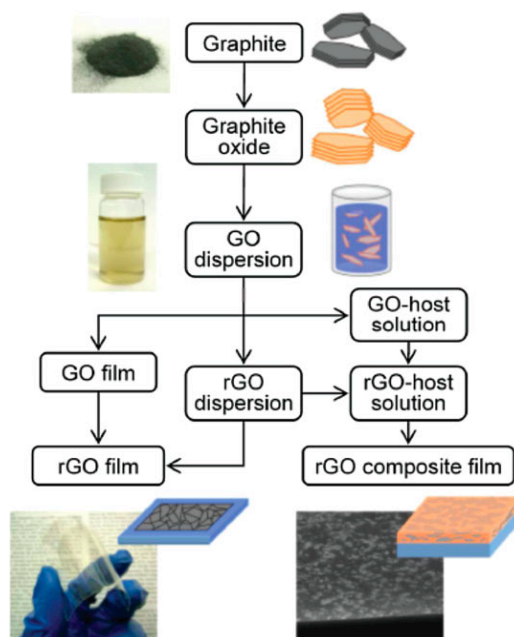 Graphite
Graphite
oxide
GO
dispersion
GO-host
solution
GO film
rGO
dispersion
rGO-host
solution
rGO film
rGO composite film